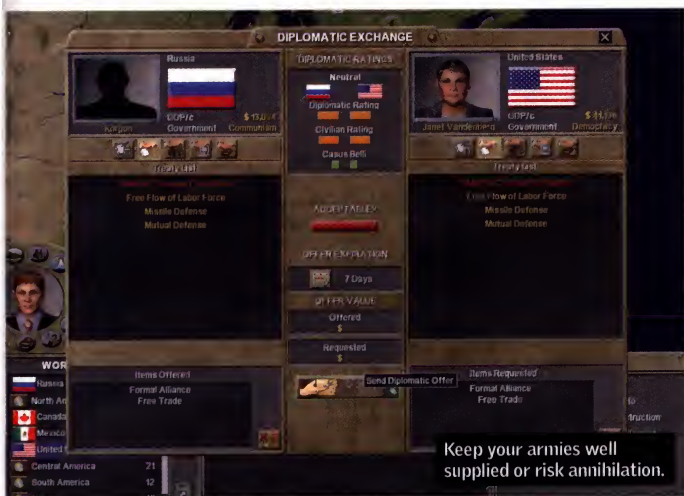 DIPLOMATIC EXCHANGE
Russia
GDP/c
Korgon
Government Communism
Treaty List
Free Flow of Labor Force
Missile Defense
Mutual Defense
Items Offered
Formal Alliance
Free Trade
DIPLOMATIC RATINGS
Neutral
Diplomatic Rating
Civilian Rating
Casus Belli
ACCEPTABLE?
OFFER EXPIRATION
7 Days
OFFER VALUE
Offered
$
Requested
$
Send Diplomatic Offer
United States
GDP/c
Janet Vandenberg
Government Democracy
Treaty List
Free Flow of Labor Force
Missile Defense
Mutual Defense
Items Requested
Formal Alliance
Free Trade
WOR
Russia
North Am
Canada
Mexico
United
Central America 21
South America 12
Keep your armies well
supplied or risk annihilation.